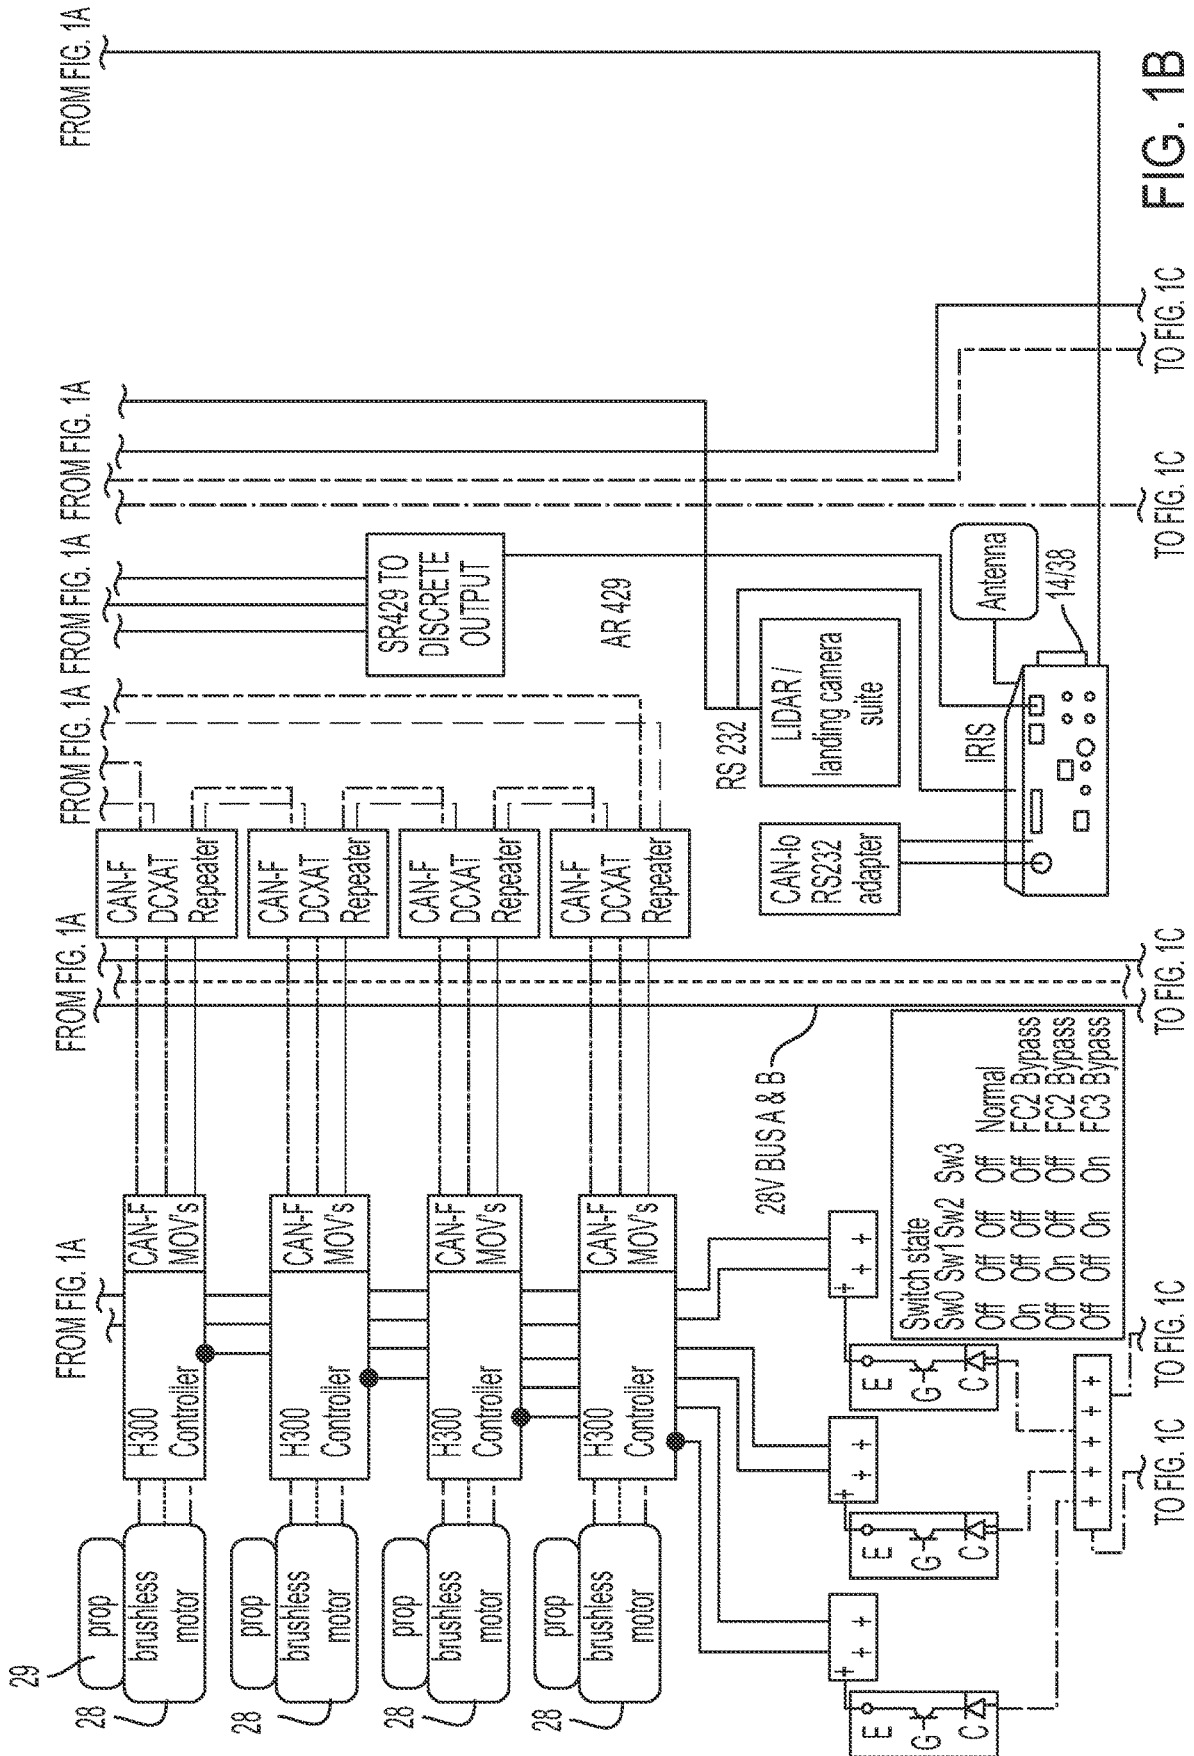 FROM FIG. 1A
FROM FIG. 1A
FROM FIG. 1A
FROM FIG. 1A
FROM FIG. 1A
FROM FIG. 1A
FROM FIG. 1A
29
prop
brushless
motor
28
H300
Controller
CAN-F
MOV's
CAN-F
DCXAT
Repeater
prop
brushless
motor
28
H300
Controller
CAN-F
MOV's
CAN-F
DCXAT
Repeater
prop
brushless
motor
28
H300
Controller
CAN-F
MOV's
CAN-F
DCXAT
Repeater
prop
brushless
motor
28
H300
Controller
CAN-F
MOV's
CAN-F
DCXAT
Repeater
SR429 TO
DISCRETE
OUTPUT
AR 429
RS 232
LIDAR /
landing camera
suite
CAN-Io
RS232
adapter
IRIS
Antenna
14/38
28V BUS A & B
+
+ +
+
+ +
+
+ +
E
G
C
E
G
C
E
G
C
+ + + + +
Switch state
Sw0 Sw1 Sw2 Sw3
Off Off Off Off Normal
On Off Off Off FC2 Bypass
Off On Off Off FC2 Bypass
Off Off On On FC3 Bypass
TO FIG. 1C
TO FIG. 1C
TO FIG. 1C
TO FIG. 1C
TO FIG. 1C
FIG. 1B